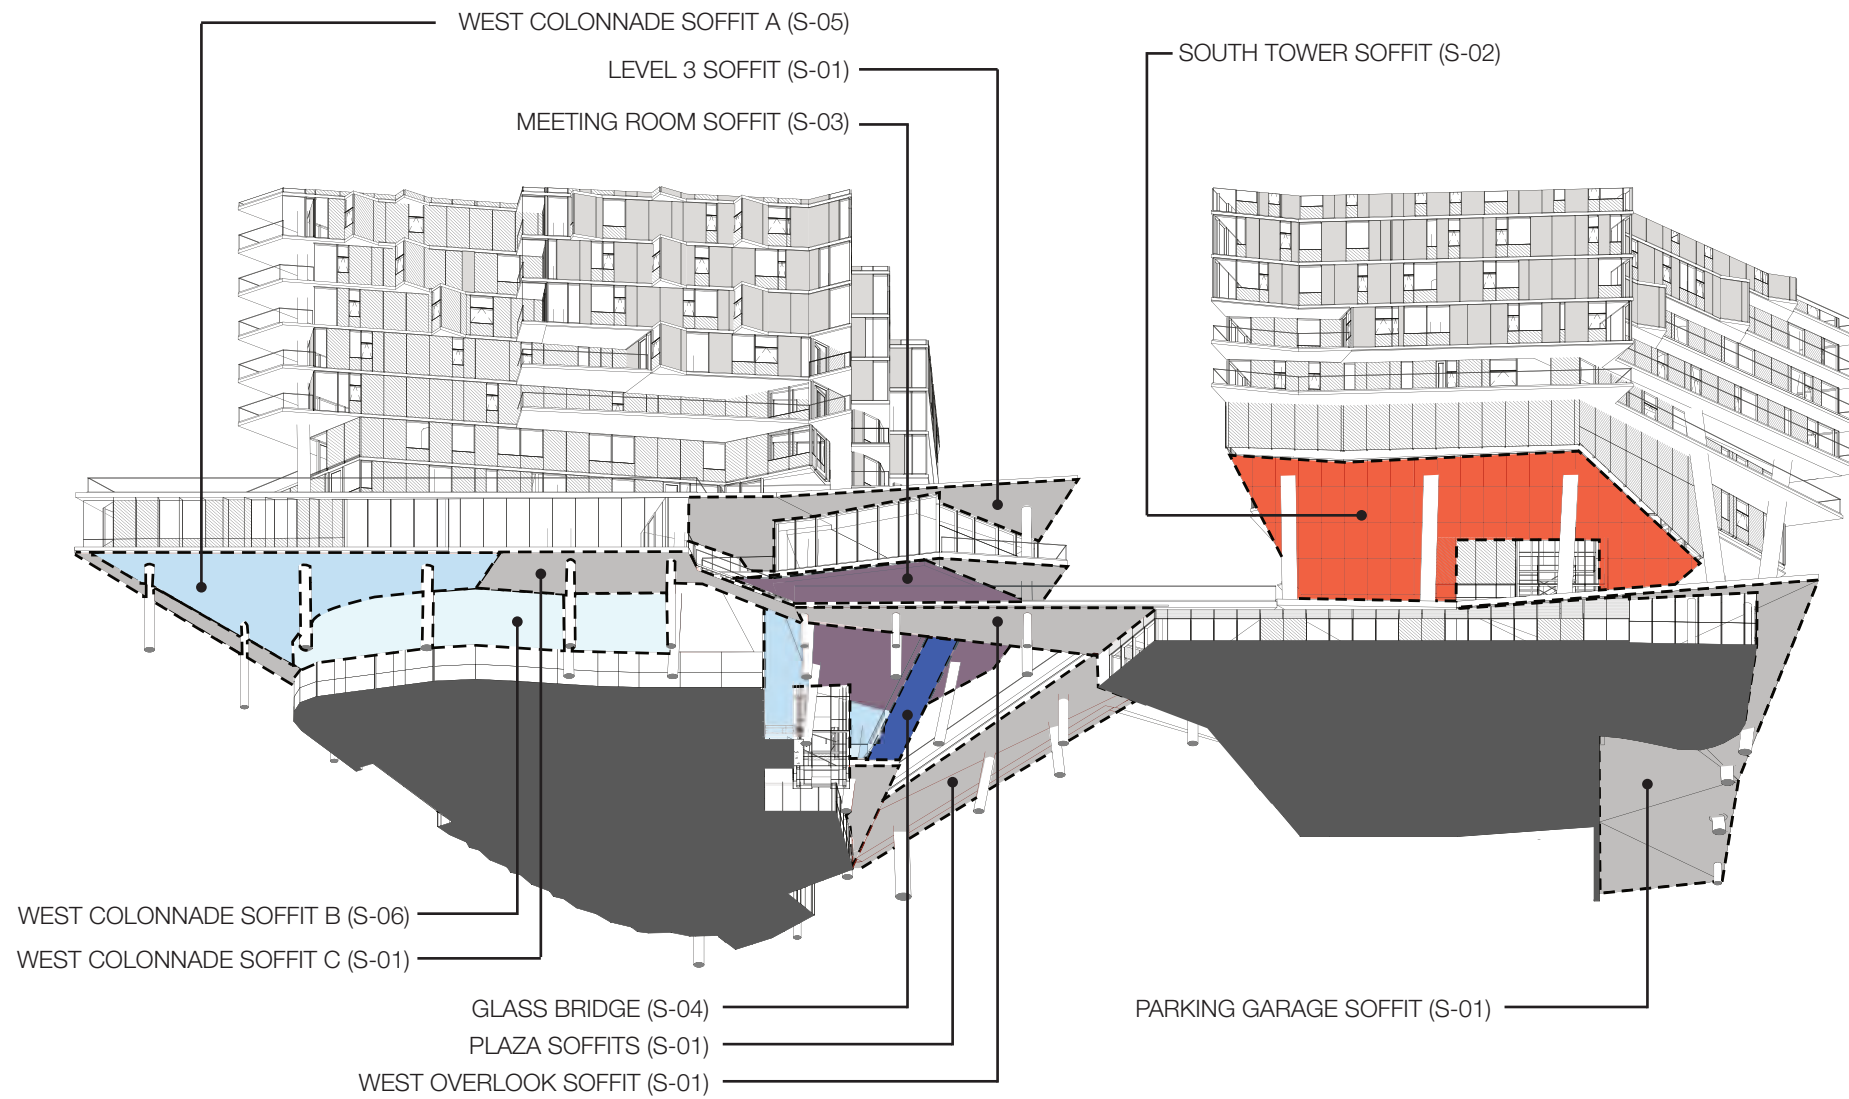 WEST COLONNADE SOFFIT A (S-05)
LEVEL 3 SOFFIT (S-01)
MEETING ROOM SOFFIT (S-03)
SOUTH TOWER SOFFIT (S-02)
WEST COLONNADE SOFFIT B (S-06)
WEST COLONNADE SOFFIT C (S-01)
GLASS BRIDGE (S-04)
PLAZA SOFFITS (S-01)
WEST OVERLOOK SOFFIT (S-01)
PARKING GARAGE SOFFIT (S-01)